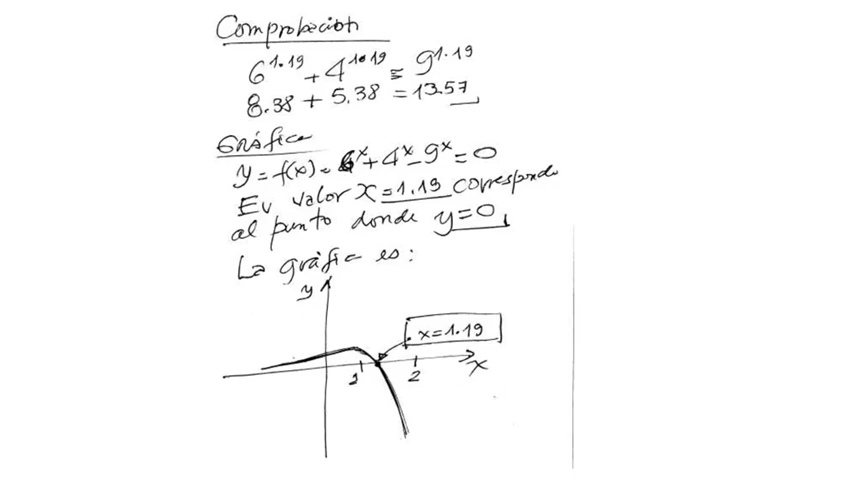 Comprobación
6^1.19 + 4^1.19 = 9^1.19
8.38 + 5.38 = 13.57
Gráfica
y = f(x) = 6^x + 4^x - 9^x = 0
El valor x = 1.19 corresponde
al punto donde y = 0.
La gráfica es:
y
x = 1.19
1 2 x